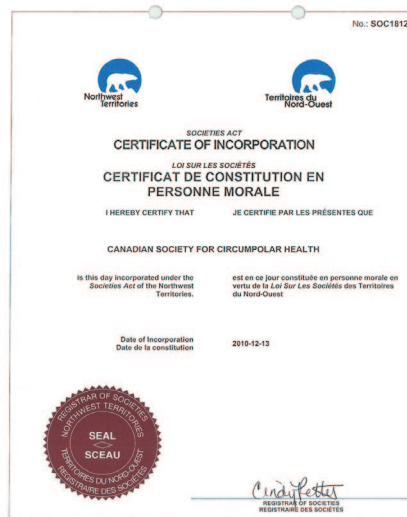 No.: SOC1812
Northwest
Territories
Territoires du
Nord-Ouest
SOCIETIES ACT
CERTIFICATE OF INCORPORATION
LOI SUR LES SOCIÉTÉS
CERTIFICAT DE CONSTITUTION EN
PERSONNE MORALE
I HEREBY CERTIFY THAT
JE CERTIFIE PAR LES PRÉSENTES QUE
CANADIAN SOCIETY FOR CIRCUMPOLAR HEALTH
is this day incorporated under the
Societies Act of the Northwest
Territories.
est en ce jour constituée en personne morale en
vertu de la Loi Sur Les Sociétés des Territoires
du Nord-Ouest
Date of Incorporation
Date de la constitution
2010-12-13
REGISTRAR OF SOCIETIES
NORTHWEST TERRITORIES
SEAL
SCEAU
TERRITOIRES DU NORD-OUEST
REGISTRAIRE DES SOCIÉTÉS
Cindy
REGISTRAR OF SOCIETIES
REGISTRAIRE DES SOCIÉTÉS